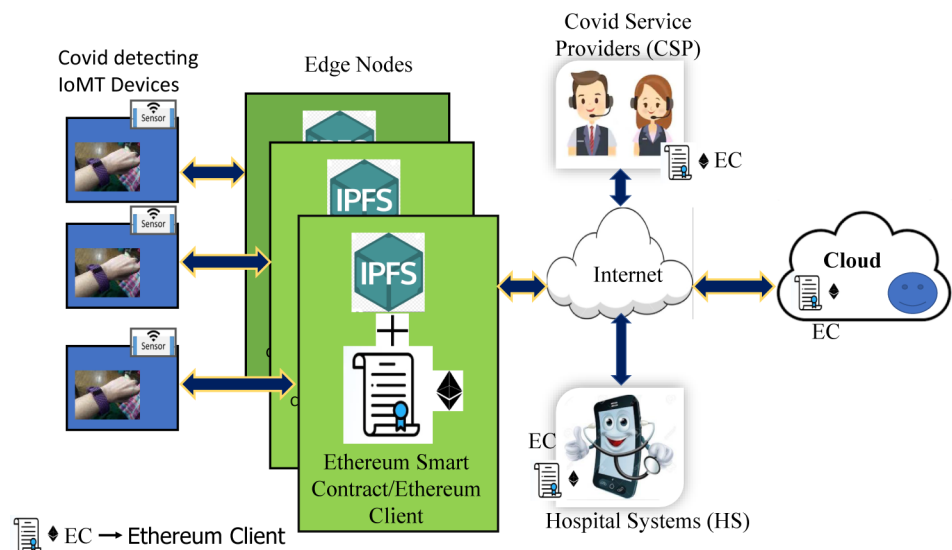 Covid detecting
IoMT Devices
Sensor
Sensor
Sensor
Edge Nodes
IPFS
IPFS
IPFS
Ethereum Smart
Contract/Ethereum
Client
Covid Service
Providers (CSP)
EC
Internet
Cloud
EC
EC
Hospital Systems (HS)
EC → Ethereum Client